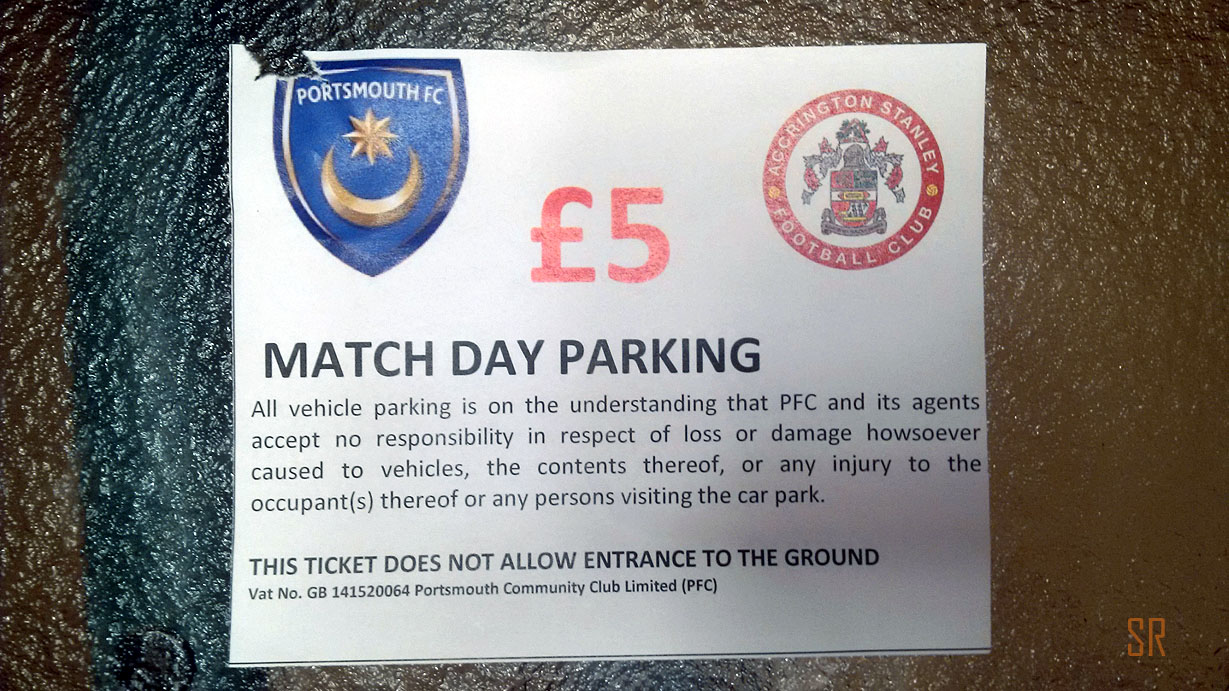 PORTSMOUTH FC
ACCRINGTON STANLEY
FOOTBALL CLUB
£5
MATCH DAY PARKING
All vehicle parking is on the understanding that PFC and its agents
accept no responsibility in respect of loss or damage howsoever
caused to vehicles, the contents thereof, or any injury to the
occupant(s) thereof or any persons visiting the car park.
THIS TICKET DOES NOT ALLOW ENTRANCE TO THE GROUND
Vat No. GB 141520064 Portsmouth Community Club Limited (PFC)
SR